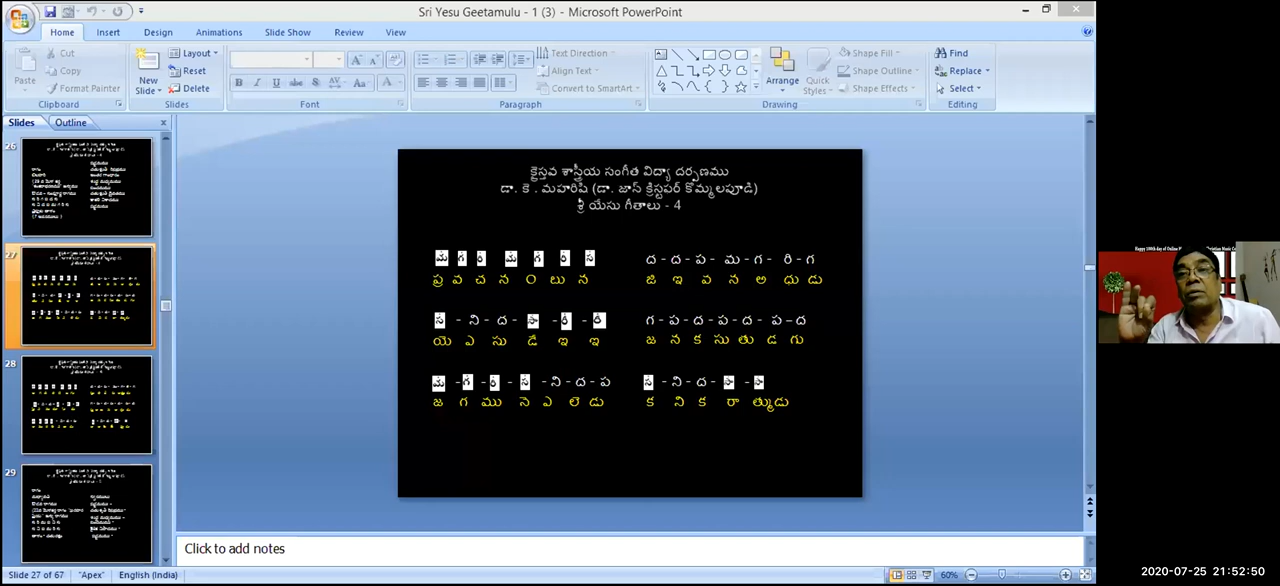 Sri Yesu Geetamulu - 1 (3) - Microsoft PowerPoint
Home Insert Design Slide Show Animations Review View
Cut
Copy
Format Painter
Paste
Clipboard
New Slide
Layout
Reset
Delete
Slides
Font
Text Direction
Align Text
Convert to SmartArt
Paragraph
Arrange
Quick Styles
Shape Fill
Shape Outline
Shape Effects
Drawing
Find
Replace
Select
Editing
Slides Outline
26
27
28
29
క్రైస్తవ శాస్త్రీయ సంగీత విద్యా దర్పణము
డా. కె . మహరిషి (డా. జాన్ క్రిస్టఫర్ కొమ్మలపూడి)
శ్రీ యేసు గీతాలు - 4
మ గ రి మ గ రి స ద - ద - ప - మ - గ - రి - గ
ప్ర వ చ న O లు న జి ఇ వ న అ ధు డు
స - ని - ద - సా - రి - రి గ - ప - ద - ప - ద - ప – ద
యె ఎ సు డే ఇ ఇ జ న క సు తు డ గు
మ - గ - రి - స - ని - ద - ప స - ని - ద - సా - సా
జ గ ము నె ఎ లె డు క ని క రా త్ముడు
Click to add notes
Slide 27 of 67 "Apex" English (India) 60%
2020-07-25 21:52:50